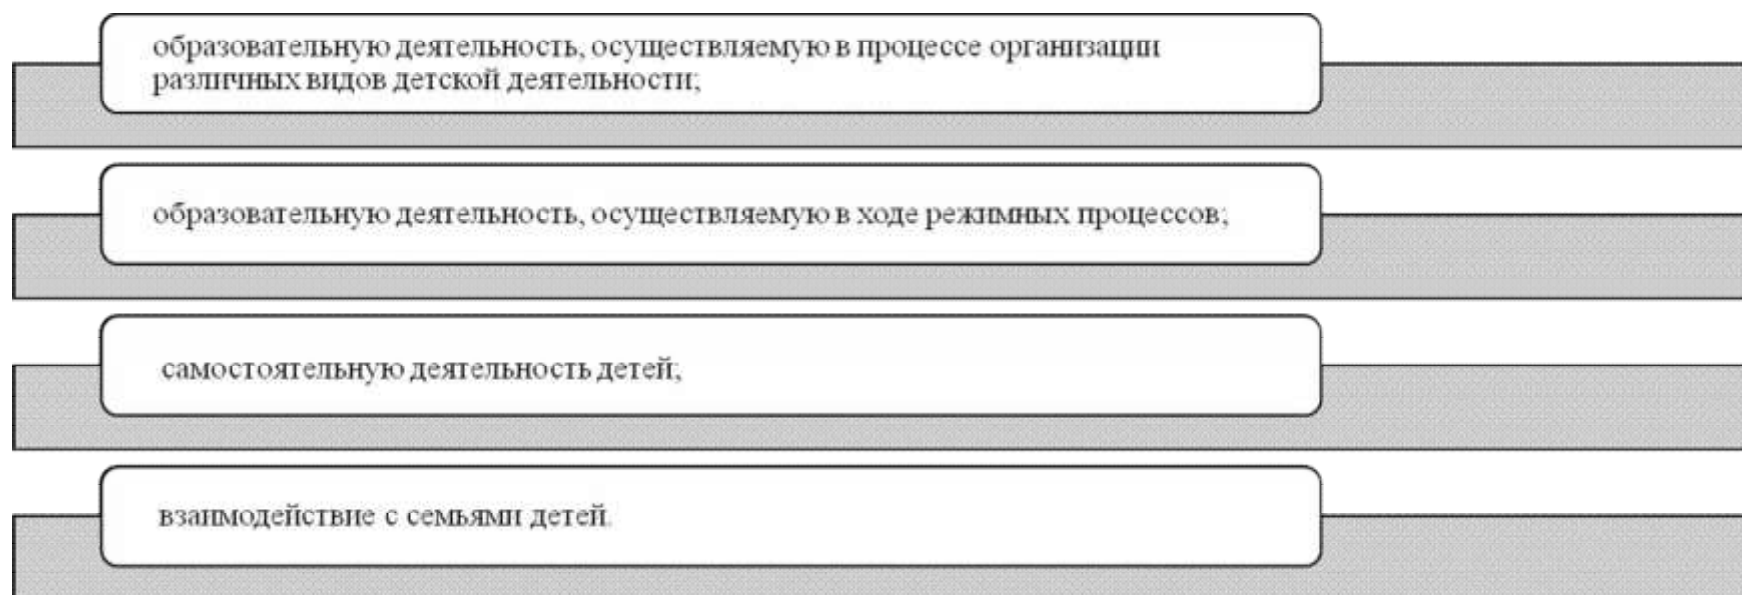 образовательную деятельность, осуществляемую в процессе организации
различных видов детской деятельности;
образовательную деятельность, осуществляемую в ходе режимных процессов;
самостоятельную деятельность детей;
взаимодействие с семьями детей.